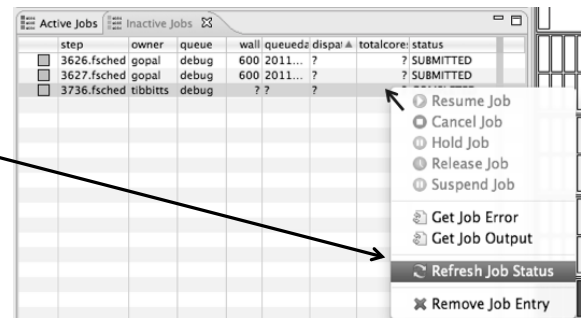 Active Jobs Inactive Jobs
step owner queue wall queueda dispat totalcore: status
3626.fsched gopal debug 600 2011... ? ? SUBMITTED
3627.fsched gopal debug 600 2011... ? ? SUBMITTED
3736.fsched tibbitts debug ? ? ?
Resume Job
Cancel Job
Hold Job
Release Job
Suspend Job
Get Job Error
Get Job Output
Refresh Job Status
Remove Job Entry